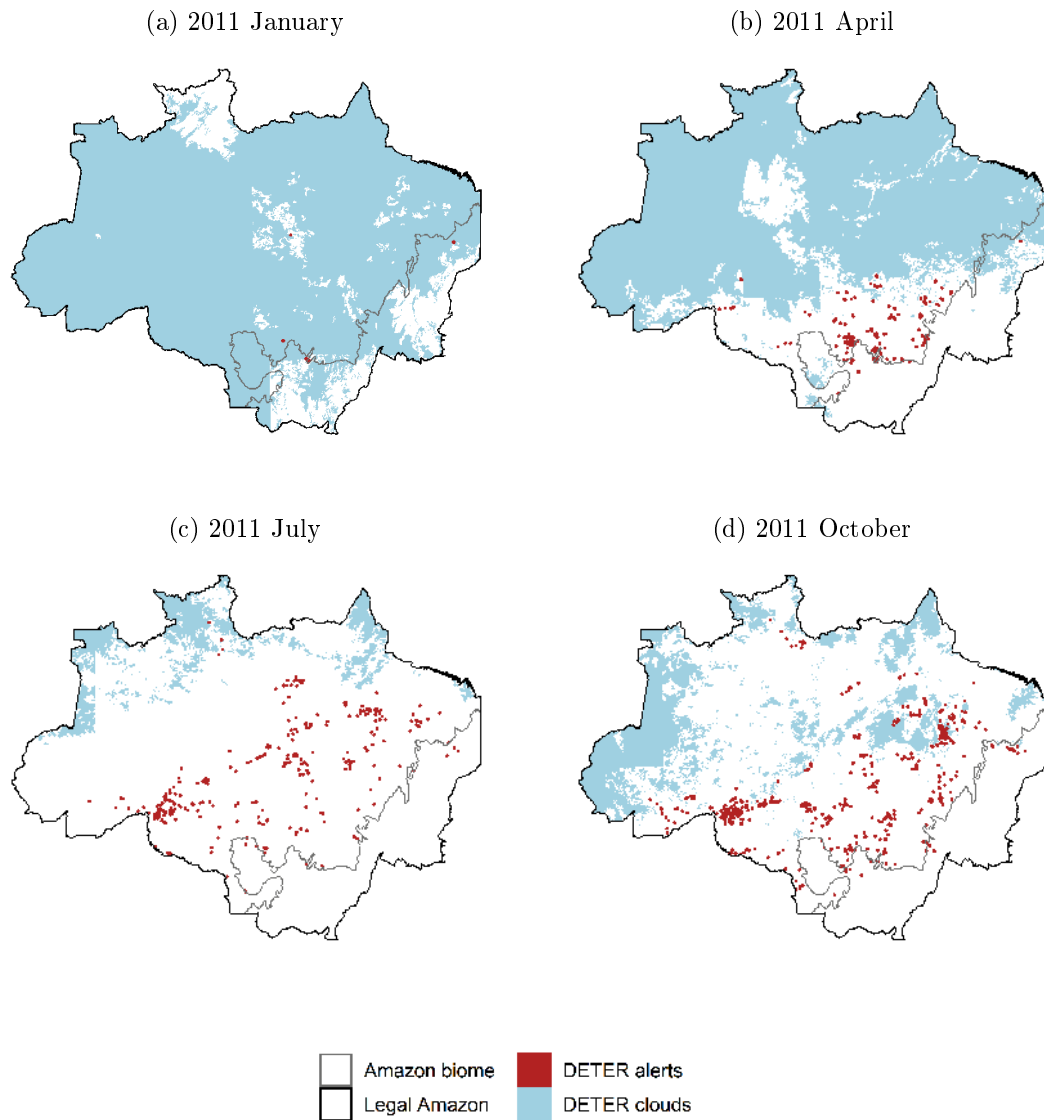 (a) 2011 January
(b) 2011 April
(c) 2011 July
(d) 2011 October
Amazon biome
DETER alerts
Legal Amazon
DETER clouds